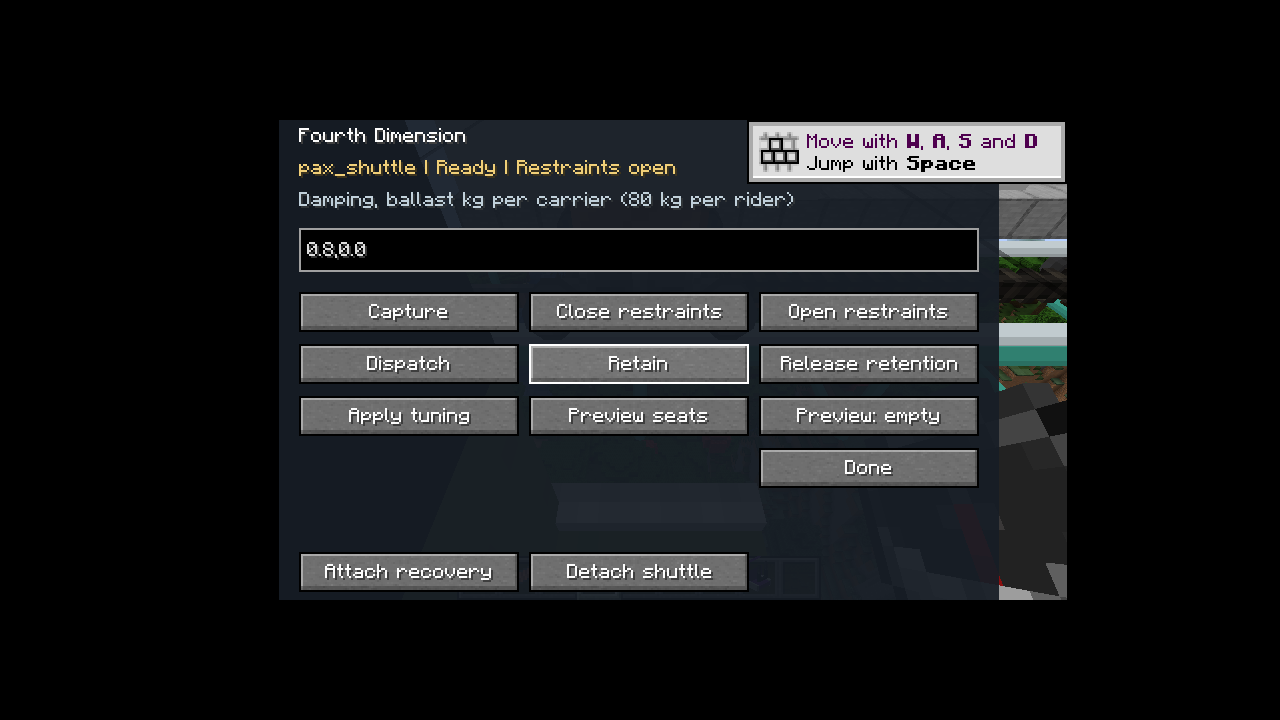 Fourth Dimension
Move with W, A, S and D
Jump with Space
pax_shuttle | Ready | Restraints open
Damping, ballast kg per carrier (80 kg per rider)
0.8,0.0
Capture
Close restraints
Open restraints
Dispatch
Retain
Release retention
Apply tuning
Preview seats
Preview: empty
Done
Attach recovery
Detach shuttle